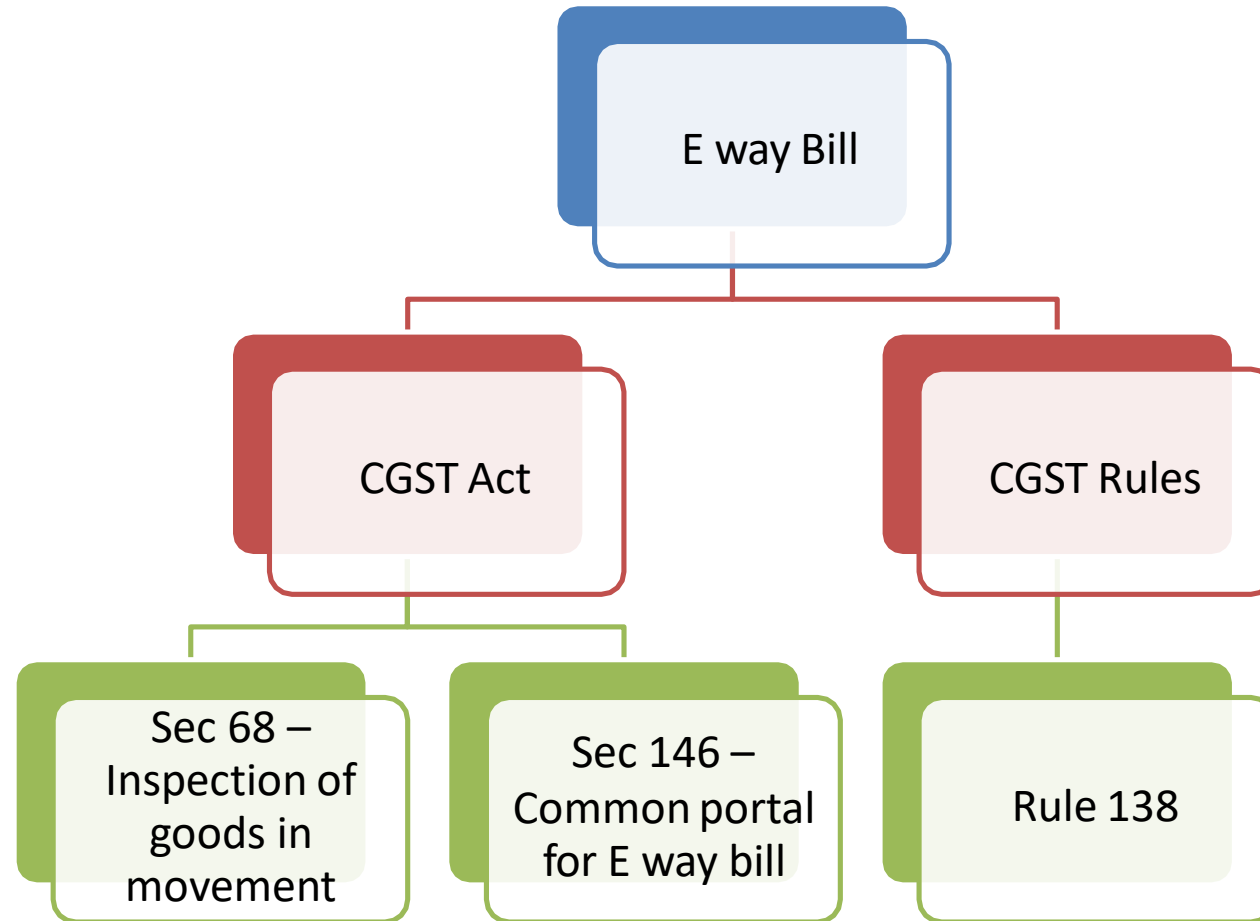 E way Bill
CGST Act
CGST Rules
Sec 68 –
Inspection of
goods in
movement
Sec 146 –
Common portal
for E way bill
Rule 138